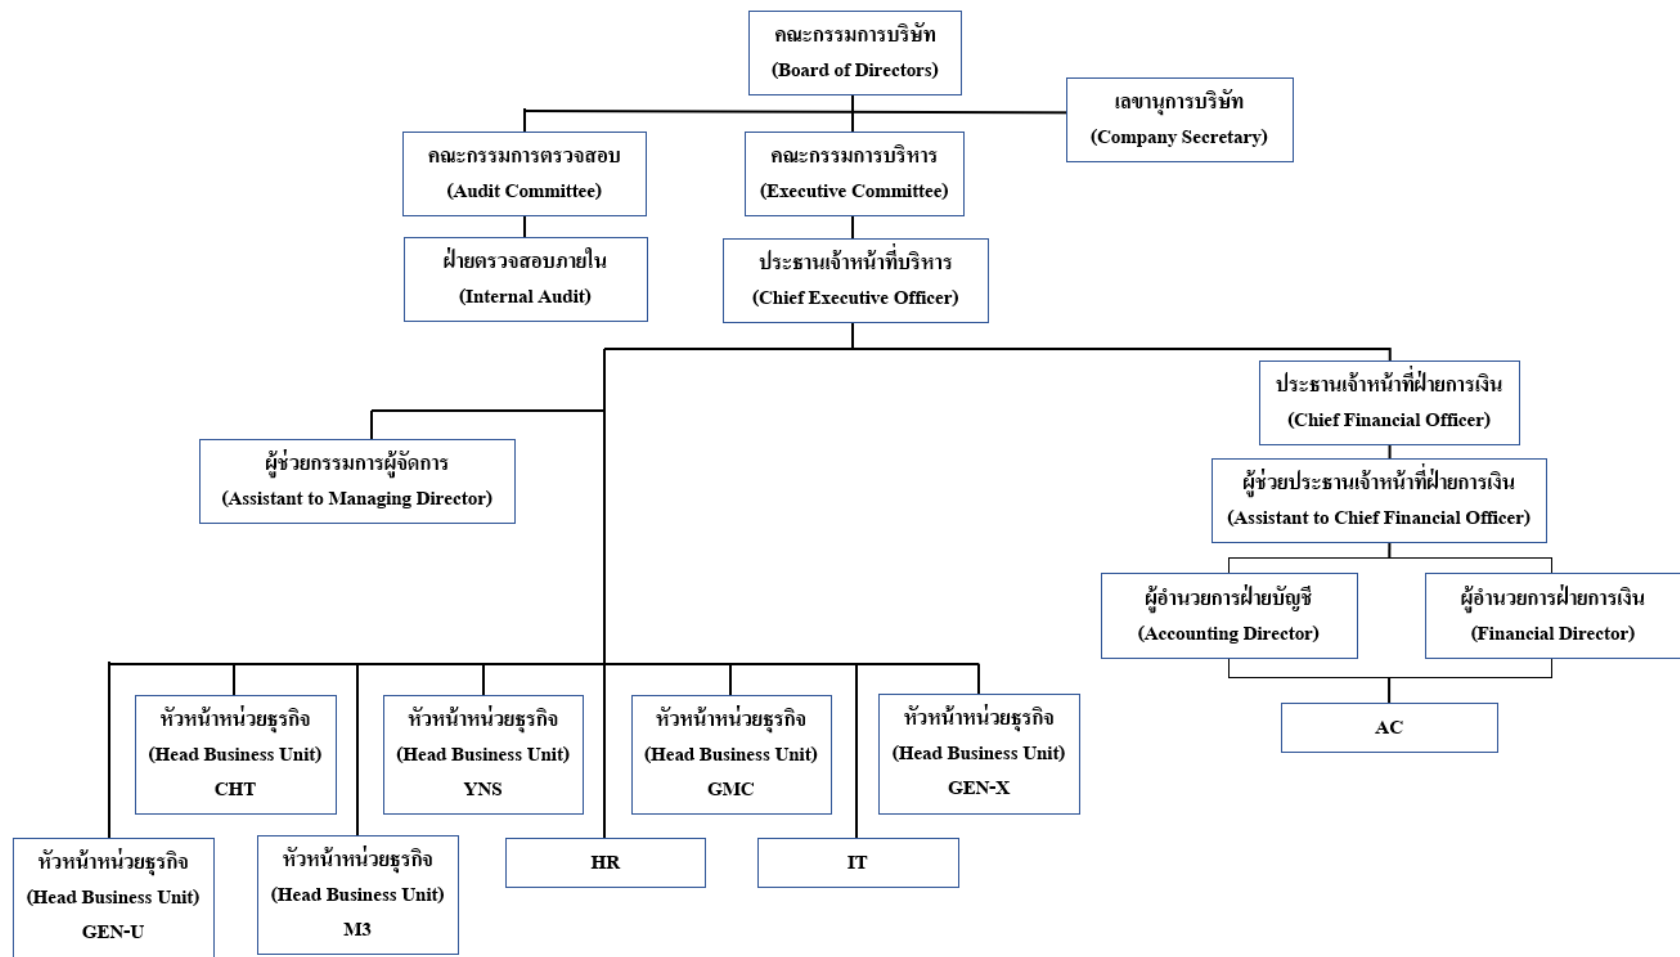 คณะกรรมการบริษัท
(Board of Directors)
เลขานุการบริษัท
(Company Secretary)
คณะกรรมการตรวจสอบ
(Audit Committee)
คณะกรรมการบริหาร
(Executive Committee)
ฝ่ายตรวจสอบภายใน
(Internal Audit)
ประธานเจ้าหน้าที่บริหาร
(Chief Executive Officer)
ประธานเจ้าหน้าที่ฝ่ายการเงิน
(Chief Financial Officer)
ผู้ช่วยกรรมการผู้จัดการ
(Assistant to Managing Director)
ผู้ช่วยประธานเจ้าหน้าที่ฝ่ายการเงิน
(Assistant to Chief Financial Officer)
ผู้อำนวยการฝ่ายบัญชี
(Accounting Director)
ผู้อำนวยการฝ่ายการเงิน
(Financial Director)
หัวหน้าหน่วยธุรกิจ
(Head Business Unit)
CHT
หัวหน้าหน่วยธุรกิจ
(Head Business Unit)
YNS
หัวหน้าหน่วยธุรกิจ
(Head Business Unit)
GMC
หัวหน้าหน่วยธุรกิจ
(Head Business Unit)
GEN-X
AC
หัวหน้าหน่วยธุรกิจ
(Head Business Unit)
GEN-U
หัวหน้าหน่วยธุรกิจ
(Head Business Unit)
M3
HR
IT